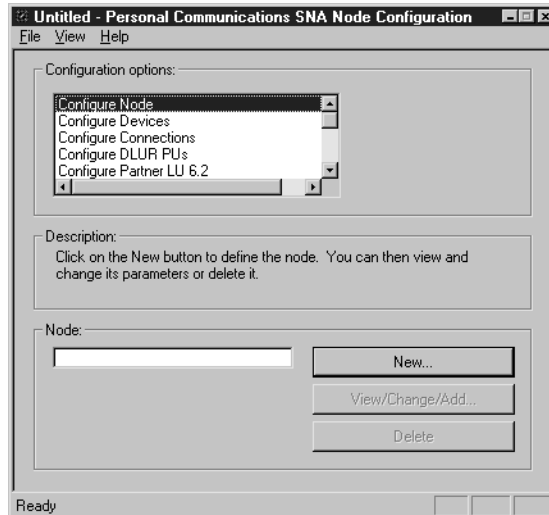 Untitled - Personal Communications SNA Node Configuration
File View Help
Configuration options:
Configure Node
Configure Devices
Configure Connections
Configure DLUR PUs
Configure Partner LU 6.2
Description:
Click on the New button to define the node. You can then view and
change its parameters or delete it.
Node:
New...
View/Change/Add...
Delete
Ready